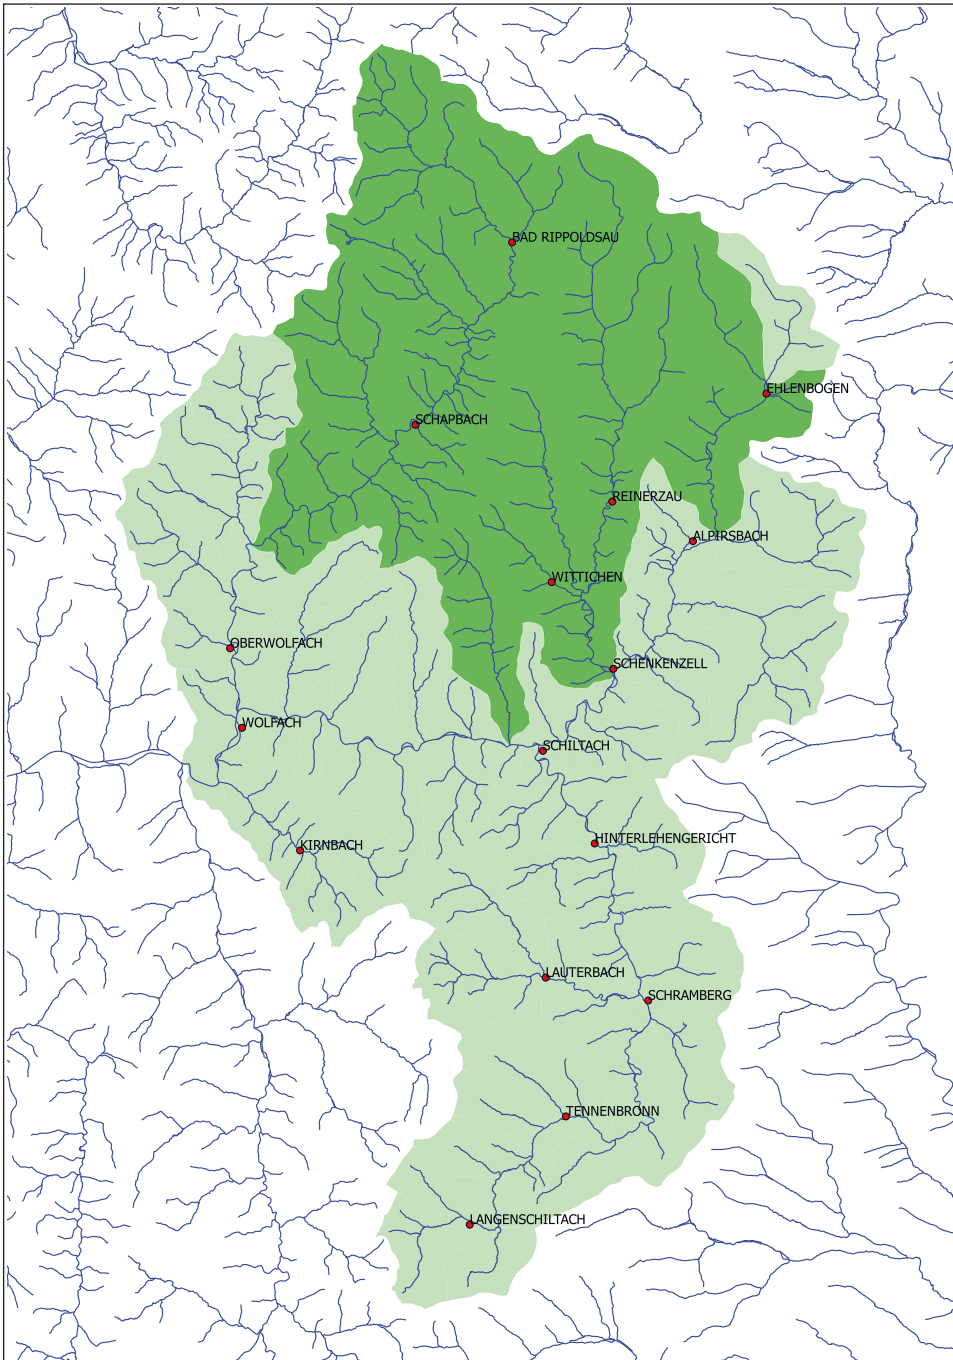 BAD RIPPOLDSAU
EHLENBOGEN
SCHAPBACH
REINERZAU
ALPIRSBACH
WITTICHEN
OBERWOLFACH
SCHENKENZELL
WOLFACH
SCHILTACH
HINTERLEHENGERICHT
KIRNBACH
LAUTERBACH
SCHRAMBERG
TENNENBRONN
LANGENSCHILTACH